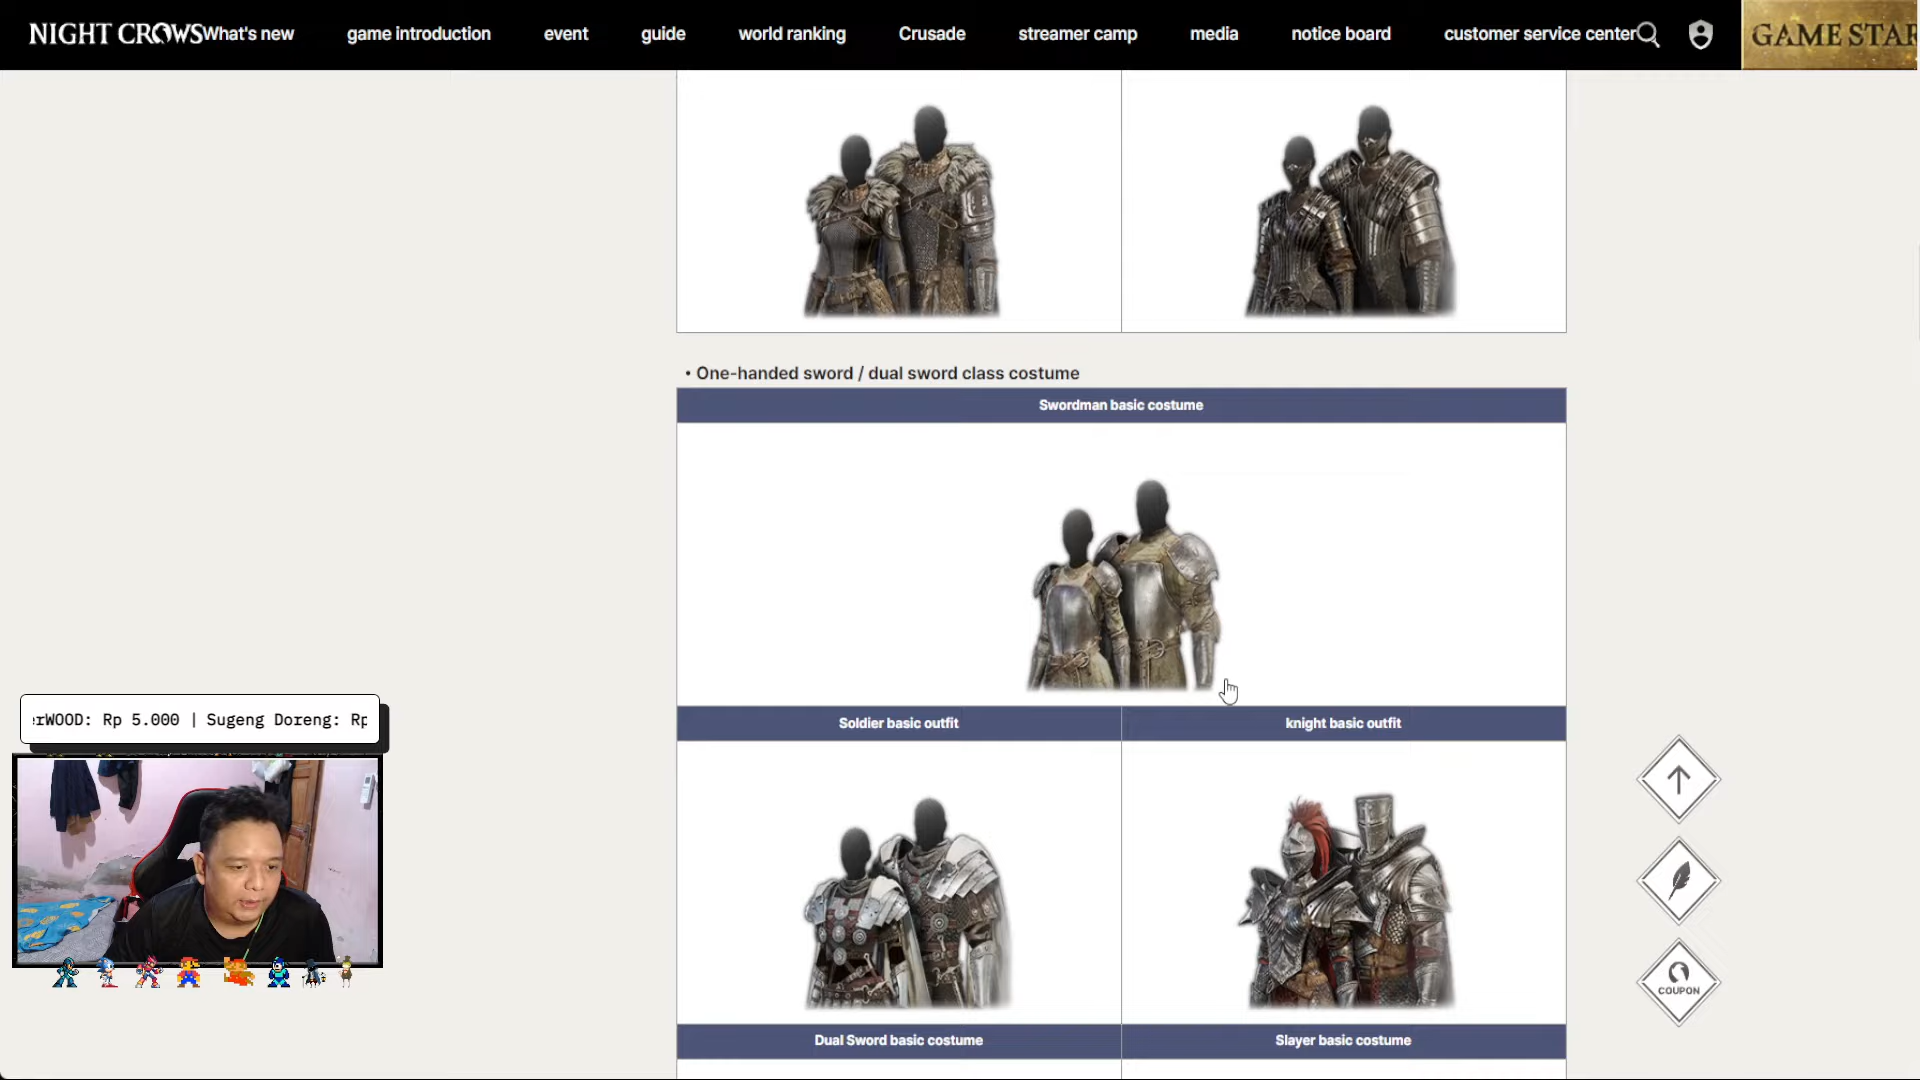 NIGHT CROWS What's new game introduction event guide world ranking Crusade streamer camp media notice board customer service center GAME STAR
• One-handed sword / dual sword class costume
Swordman basic costume
Soldier basic outfit
knight basic outfit
Dual Sword basic costume
Slayer basic costume
erWOOD: Rp 5.000 | Sugeng Doreng: Rp
COUPON